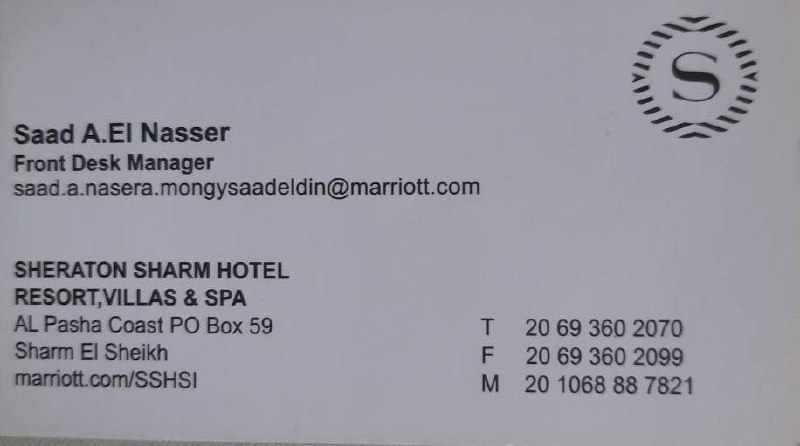 S
Saad A.El Nasser
Front Desk Manager
saad.a.nasera.mongysaadeldin@marriott.com
SHERATON SHARM HOTEL
RESORT,VILLAS & SPA
AL Pasha Coast PO Box 59
Sharm El Sheikh
marriott.com/SSHSI
T 20 69 360 2070
F 20 69 360 2099
M 20 1068 88 7821